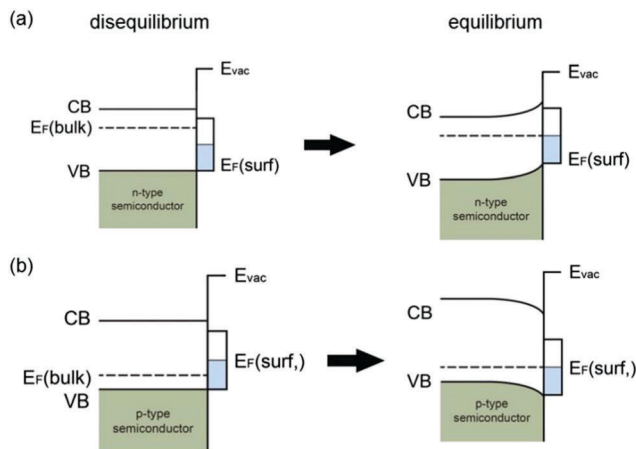 (a)
disequilibrium
equilibrium
Evac
CB
EF(bulk)
VB
EF(surf)
n-type
semiconductor
Evac
CB
EF(surf)
VB
n-type
semiconductor
(b)
Evac
CB
EF(surf,)
EF(bulk)
VB
p-type
semiconductor
Evac
CB
EF(surf,)
VB
p-type
semiconductor